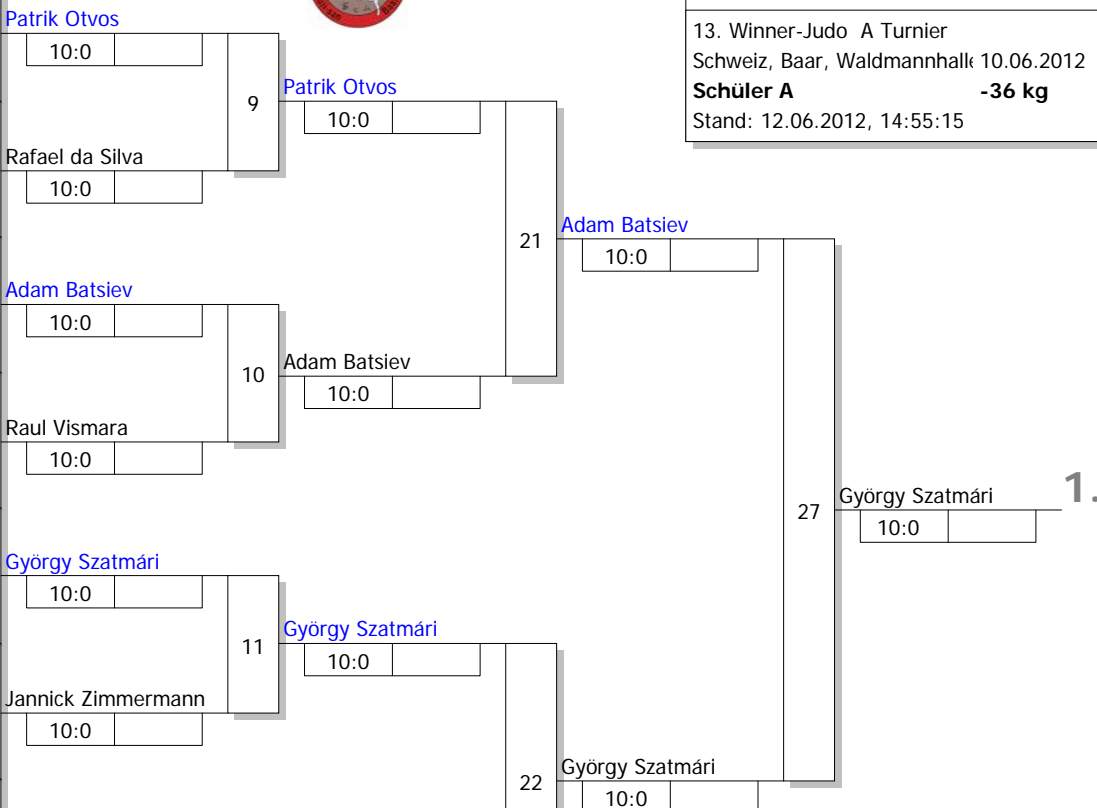 13. Winner-Judo A Turnier
Schweiz, Baar, Waldmannhalle 10.06.2012
Schüler A -36 kg
Stand: 12.06.2012, 14:55:15
Patrik Otvos
10:0
9
Rafael da Silva
10:0
Patrik Otvos
10:0
Adam Batsiev
10:0
10
Raul Vismara
10:0
Adam Batsiev
10:0
21
Adam Batsiev
10:0
György Szatmári
10:0
11
Jannick Zimmermann
10:0
György Szatmári
10:0
22
György Szatmári
10:0
27
György Szatmári
10:0
1.